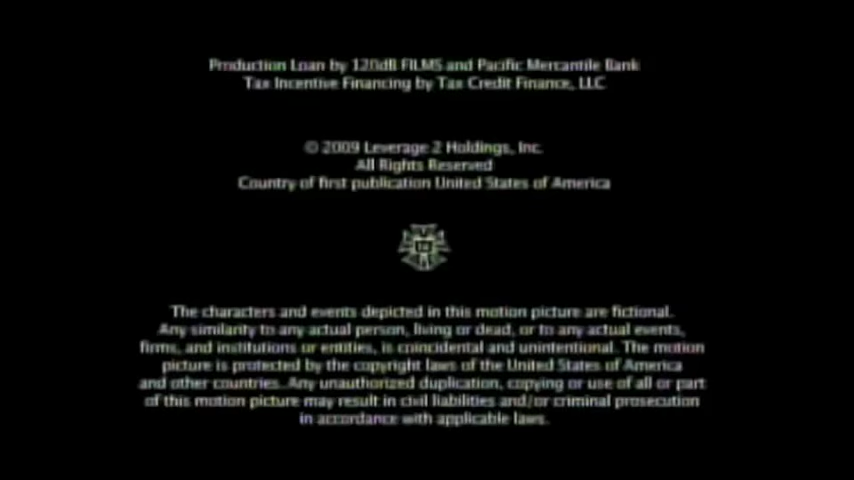 Production Loan by 120dB FILMS and Pacific Mercantile Bank
Tax Incentive Financing by Tax Credit Finance, LLC
© 2009 Leverage 2 Holdings, Inc.
All Rights Reserved
Country of first publication United States of America
The characters and events depicted in this motion picture are fictional.
Any similarity to any actual person, living or dead, or to any actual events,
firms, and institutions or entities, is coincidental and unintentional. The motion
picture is protected by the copyright laws of the United States of America
and other countries. Any unauthorized duplication, copying or use of all or part
of this motion picture may result in civil liabilities and/or criminal prosecution
in accordance with applicable laws.